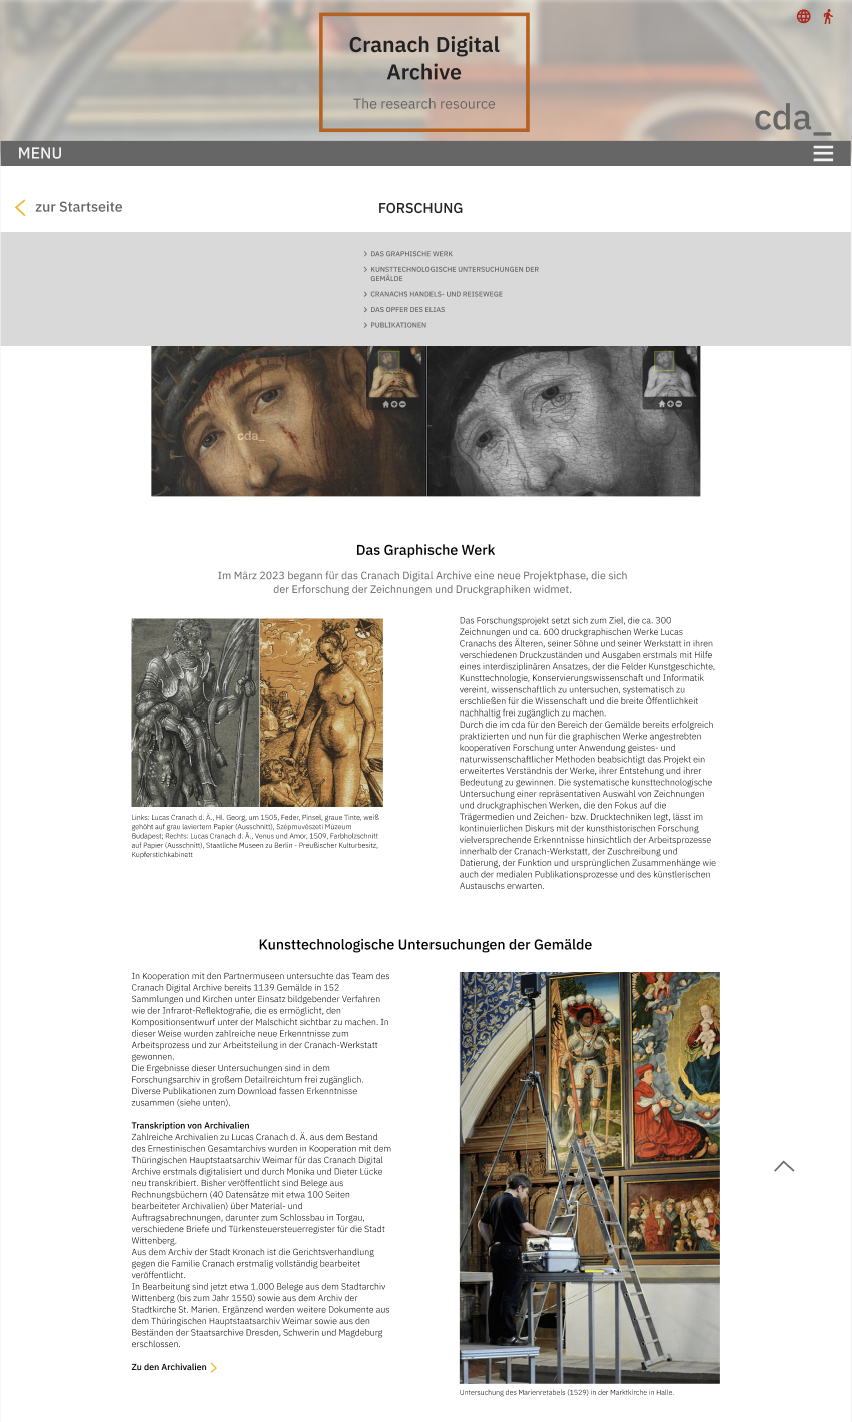 Cranach Digital
Archive
The research resource
cda_
MENU
zur Startseite
FORSCHUNG
DAS GRAPHISCHE WERK
KUNSTTECHNOLOGISCHE UNTERSUCHUNGEN DER
GEMÄLDE
CRANACHS HANDELS- UND REISEWEGE
DAS OPFER DES ELIAS
PUBLIKATIONEN
cda_
Das Graphische Werk
Im März 2023 begann für das Cranach Digital Archive eine neue Projektphase, die sich
der Erforschung der Zeichnungen und Druckgraphiken widmet.
Links: Lucas Cranach d. Ä., Hl. Georg, um 1505, Feder, Pinsel, graue Tinte, weiß
gehöht auf grau laviertem Papier (Ausschnitt), Szépmuvészeti Múzeum
Budapest; Rechts: Lucas Cranach d. Ä., Venus und Amor, 1509, Farbholzschnitt
auf Papier (Ausschnitt), Staatliche Museen zu Berlin - Preußischer Kulturbesitz,
Kupferstichkabinett
Das Forschungsprojekt setzt sich zum Ziel, die ca. 300
Zeichnungen und ca. 600 druckgraphischen Werke Lucas
Cranachs des Älteren, seiner Söhne und seiner Werkstatt in ihren
verschiedenen Druckzuständen und Ausgaben erstmals mit Hilfe
eines interdisziplinären Ansatzes, der die Felder Kunstgeschichte,
Kunsttechnologie, Konservierungswissenschaft und Informatik
vereint, wissenschaftlich zu untersuchen, systematisch zu
erschließen für die Wissenschaft und die breite Öffentlichkeit
nachhaltig frei zugänglich zu machen.
Durch die im cda für den Bereich der Gemälde bereits erfolgreich
praktizierten und nun für die graphischen Werke angestrebten
kooperativen Forschung unter Anwendung geistes- und
naturwissenschaftlicher Methoden beabsichtigt das Projekt ein
erweitertes Verständnis der Werke, ihrer Entstehung und ihrer
Bedeutung zu gewinnen. Die systematische kunsttechnologische
Untersuchung einer repräsentativen Auswahl von Zeichnungen
und druckgraphischen Werken, die den Fokus auf die
Trägermedien und Zeichen- bzw. Drucktechniken legt, lässt im
kontinuierlichen Diskurs mit der kunsthistorischen Forschung
vielversprechende Erkenntnisse hinsichtlich der Arbeitsprozesse
innerhalb der Cranach-Werkstatt, der Zuschreibung und
Datierung, der Funktion und ursprünglichen Zusammenhänge wie
auch der medialen Publikationsprozesse und des künstlerischen
Austauschs erwarten.
Kunsttechnologische Untersuchungen der Gemälde
In Kooperation mit den Partnermuseen untersuchte das Team des
Cranach Digital Archive bereits 1139 Gemälde in 152
Sammlungen und Kirchen unter Einsatz bildgebender Verfahren
wie der Infrarot-Reflektografie, die es ermöglicht, den
Kompositionsentwurf unter der Malschicht sichtbar zu machen. In
dieser Weise wurden zahlreiche neue Erkenntnisse zum
Arbeitsprozess und zur Arbeitsteilung in der Cranach-Werkstatt
gewonnen.
Die Ergebnisse dieser Untersuchungen sind in dem
Forschungsarchiv in großem Detailreichtum frei zugänglich.
Diverse Publikationen zum Download fassen Erkenntnisse
zusammen (siehe unten).
Transkription von Archivalien
Zahlreiche Archivalien zu Lucas Cranach d. Ä. aus dem Bestand
des Ernestinischen Gesamtarchivs wurden in Kooperation mit dem
Thüringischen Hauptstaatsarchiv Weimar für das Cranach Digital
Archive erstmals digitalisiert und durch Monika und Dieter Lücke
neu transkribiert. Bisher veröffentlicht sind Belege aus
Rechnungsbüchern (40 Datensätze mit etwa 100 Seiten
bearbeiteter Archivalien) über Material- und
Auftragsabrechnungen, darunter zum Schlossbau in Torgau,
verschiedene Briefe und Türkensteuersteuerregister für die Stadt
Wittenberg.
Aus dem Archiv der Stadt Kronach ist die Gerichtsverhandlung
gegen die Familie Cranach erstmalig vollständig bearbeitet
veröffentlicht.
In Bearbeitung sind jetzt etwa 1.000 Belege aus dem Stadtarchiv
Wittenberg (bis zum Jahr 1550) sowie aus dem Archiv der
Stadtkirche St. Marien. Ergänzend werden weitere Dokumente aus
dem Thüringischen Hauptstaatsarchiv Weimar sowie aus den
Beständen der Staatsarchive Dresden, Schwerin und Magdeburg
erschlossen.
Zu den Archivalien
Untersuchung des Marienretabels (1529) in der Marktkirche in Halle.